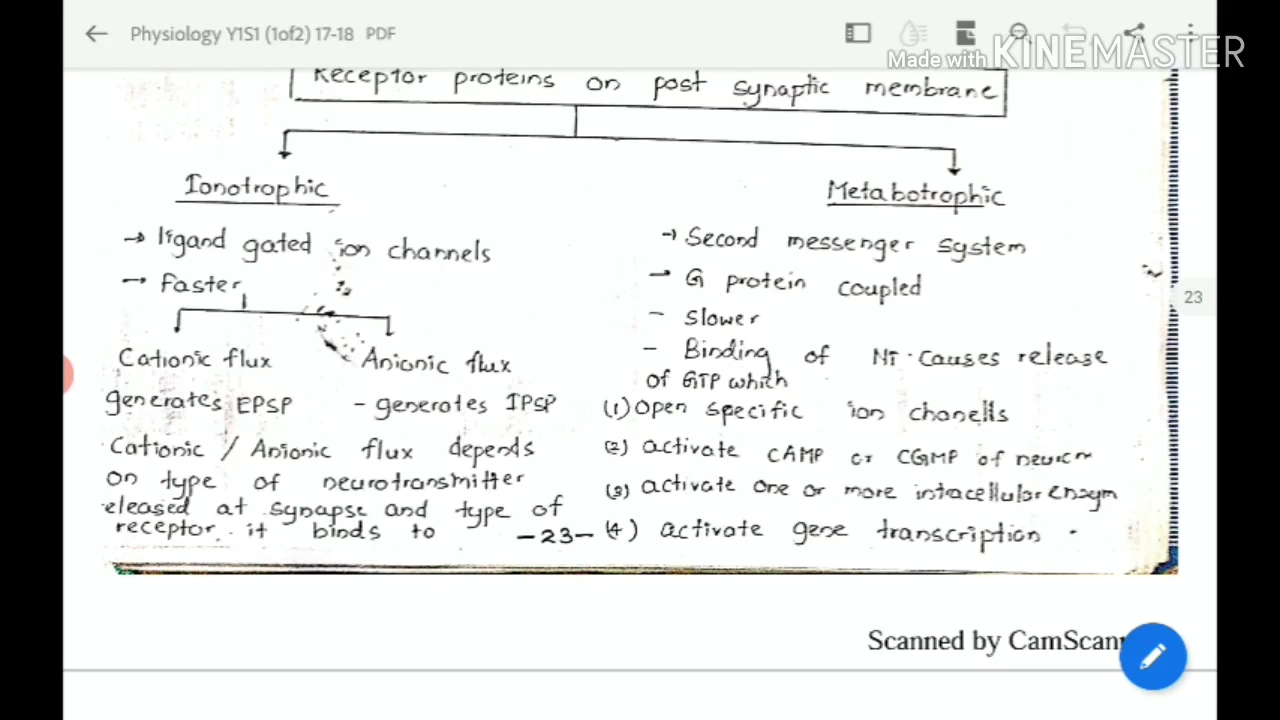 Physiology Y1S1 (1of2) 17-18 PDF
Made with KINEMASTER
Receptor proteins on post synaptic membrane
Ionotrophic
→ ligand gated ion channels
→ Faster
Cationic flux
generates EPSP
Anionic flux
- generates IPSP
Cationic / Anionic flux depends
on type of neurotransmitter
eleased at synapse and type of
receptor it binds to
Metabotrophic
→ Second messenger system
→ G protein coupled
- Slower
- Binding of NT causes release
of GTP which
(1) Open specific ion chanells
(2) activate CAMP or CGMP of neuron
(3) activate one or more intacellular enzym
(4) activate gene transcription
-23-
23
Scanned by CamScann